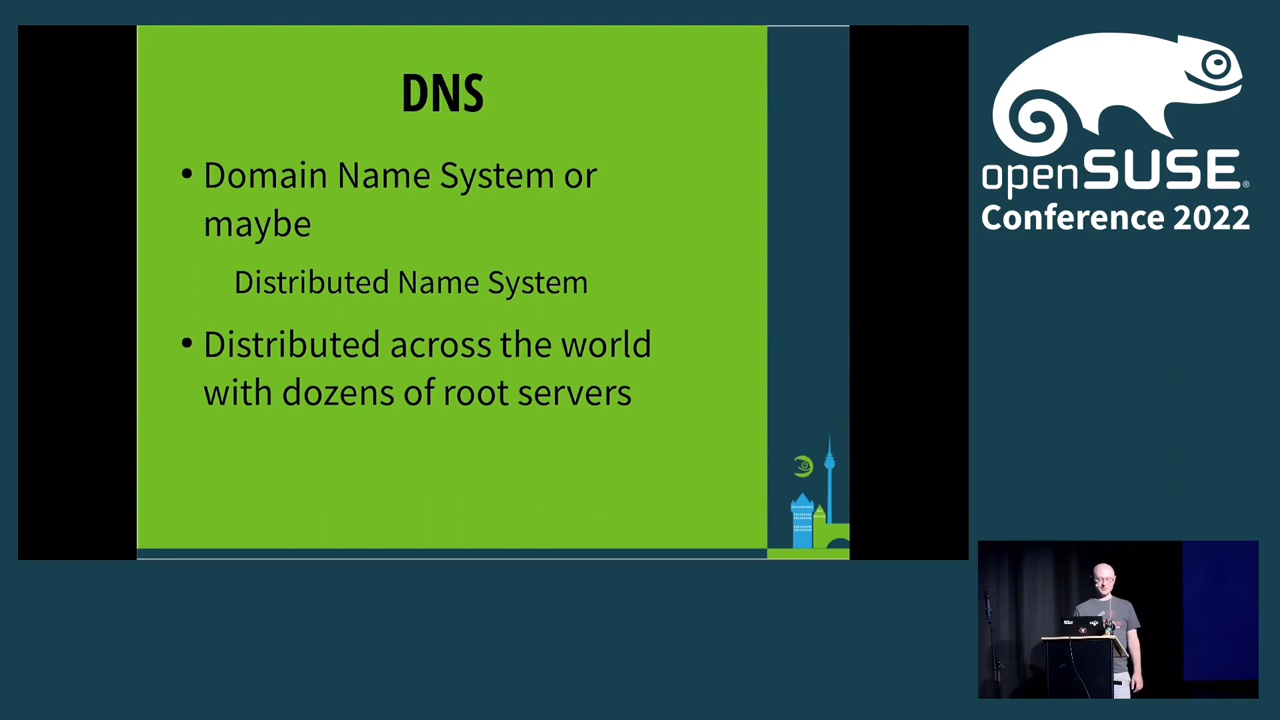 DNS
• Domain Name System or
maybe
Distributed Name System
• Distributed across the world
with dozens of root servers
openSUSE®
Conference 2022